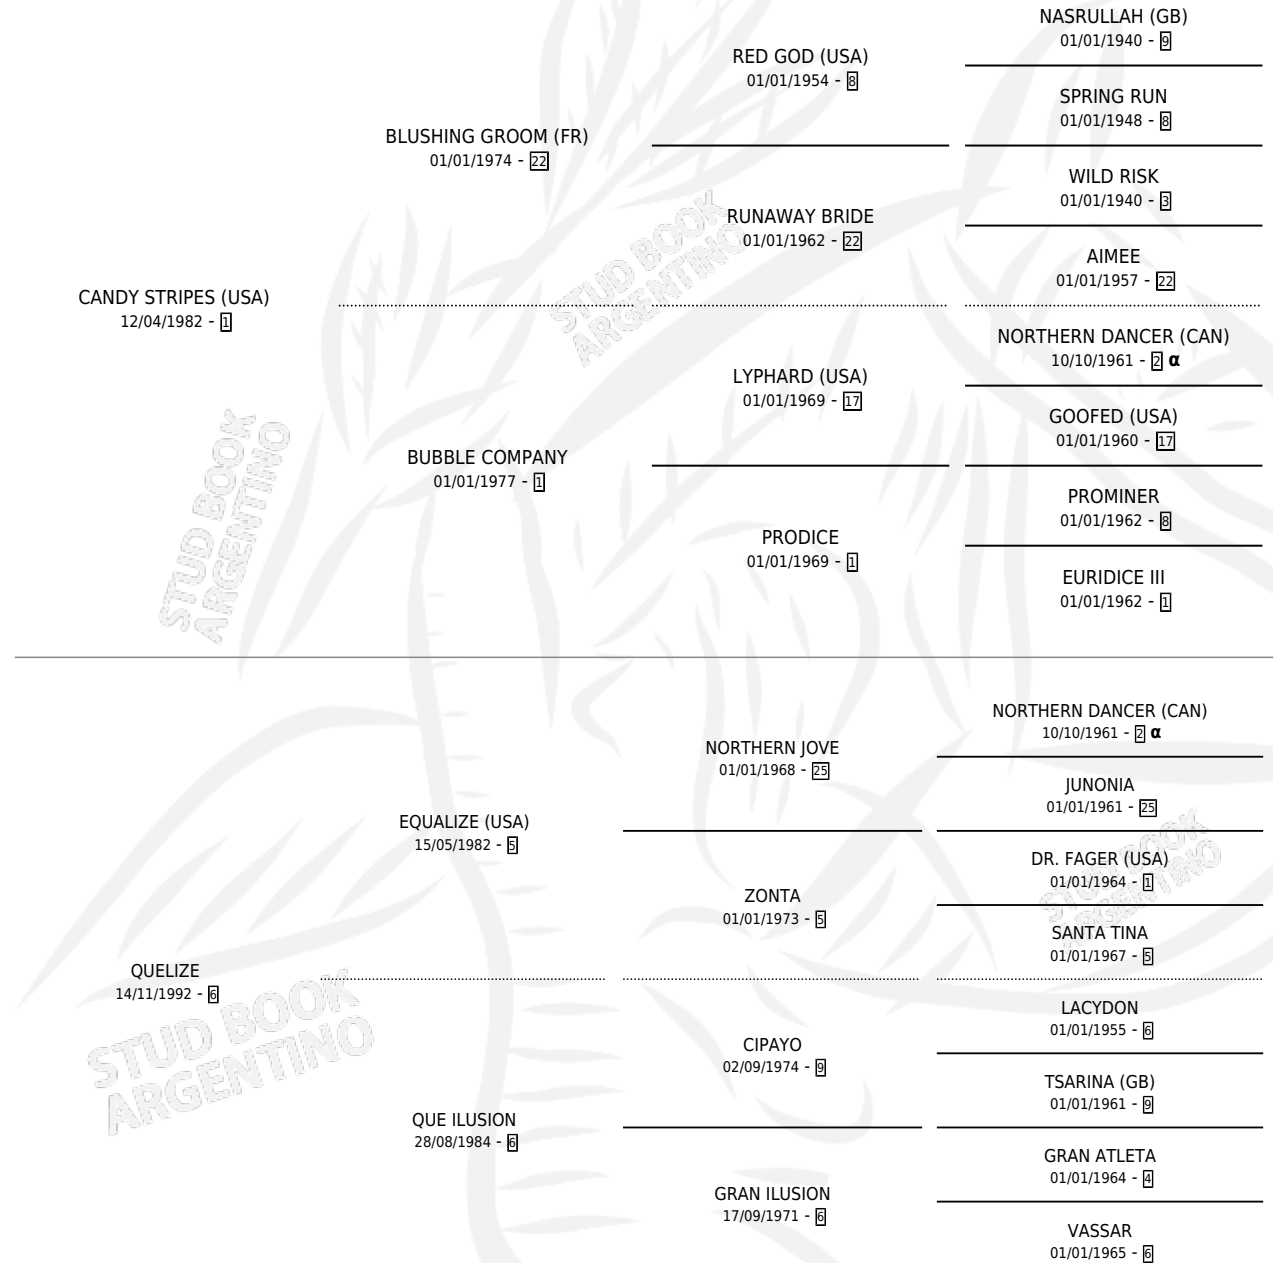 NASRULLAH (GB)
01/01/1940 - 9
RED GOD (USA)
01/01/1954 - 8
SPRING RUN
01/01/1948 - 8
BLUSHING GROOM (FR)
01/01/1974 - 22
WILD RISK
01/01/1940 - 3
RUNAWAY BRIDE
01/01/1962 - 22
AIMEE
01/01/1957 - 22
CANDY STRIPES (USA)
12/04/1982 - 1
NORTHERN DANCER (CAN)
10/10/1961 - 2 α
LYPHARD (USA)
01/01/1969 - 17
GOOFED (USA)
01/01/1960 - 17
BUBBLE COMPANY
01/01/1977 - 1
PROMINER
01/01/1962 - 8
PRODICE
01/01/1969 - 1
EURIDICE III
01/01/1962 - 1
NORTHERN DANCER (CAN)
10/10/1961 - 2 α
NORTHERN JOVE
01/01/1968 - 25
JUNONIA
01/01/1961 - 25
EQUALIZE (USA)
15/05/1982 - 5
DR. FAGER (USA)
01/01/1964 - 1
ZONTA
01/01/1973 - 5
SANTA TINA
01/01/1967 - 5
QUELIZE
14/11/1992 - 6
LACYDON
01/01/1955 - 6
CIPAYO
02/09/1974 - 9
TSARINA (GB)
01/01/1961 - 9
QUE ILUSION
28/08/1984 - 6
GRAN ATLETA
01/01/1964 - 4
GRAN ILUSION
17/09/1971 - 6
VASSAR
01/01/1965 - 6
STUD BOOK
ARGENTINO
STUD BOOK
ARGENTINO
STUD BOOK
ARGENTINO
STUD BOOK
ARGENTINO